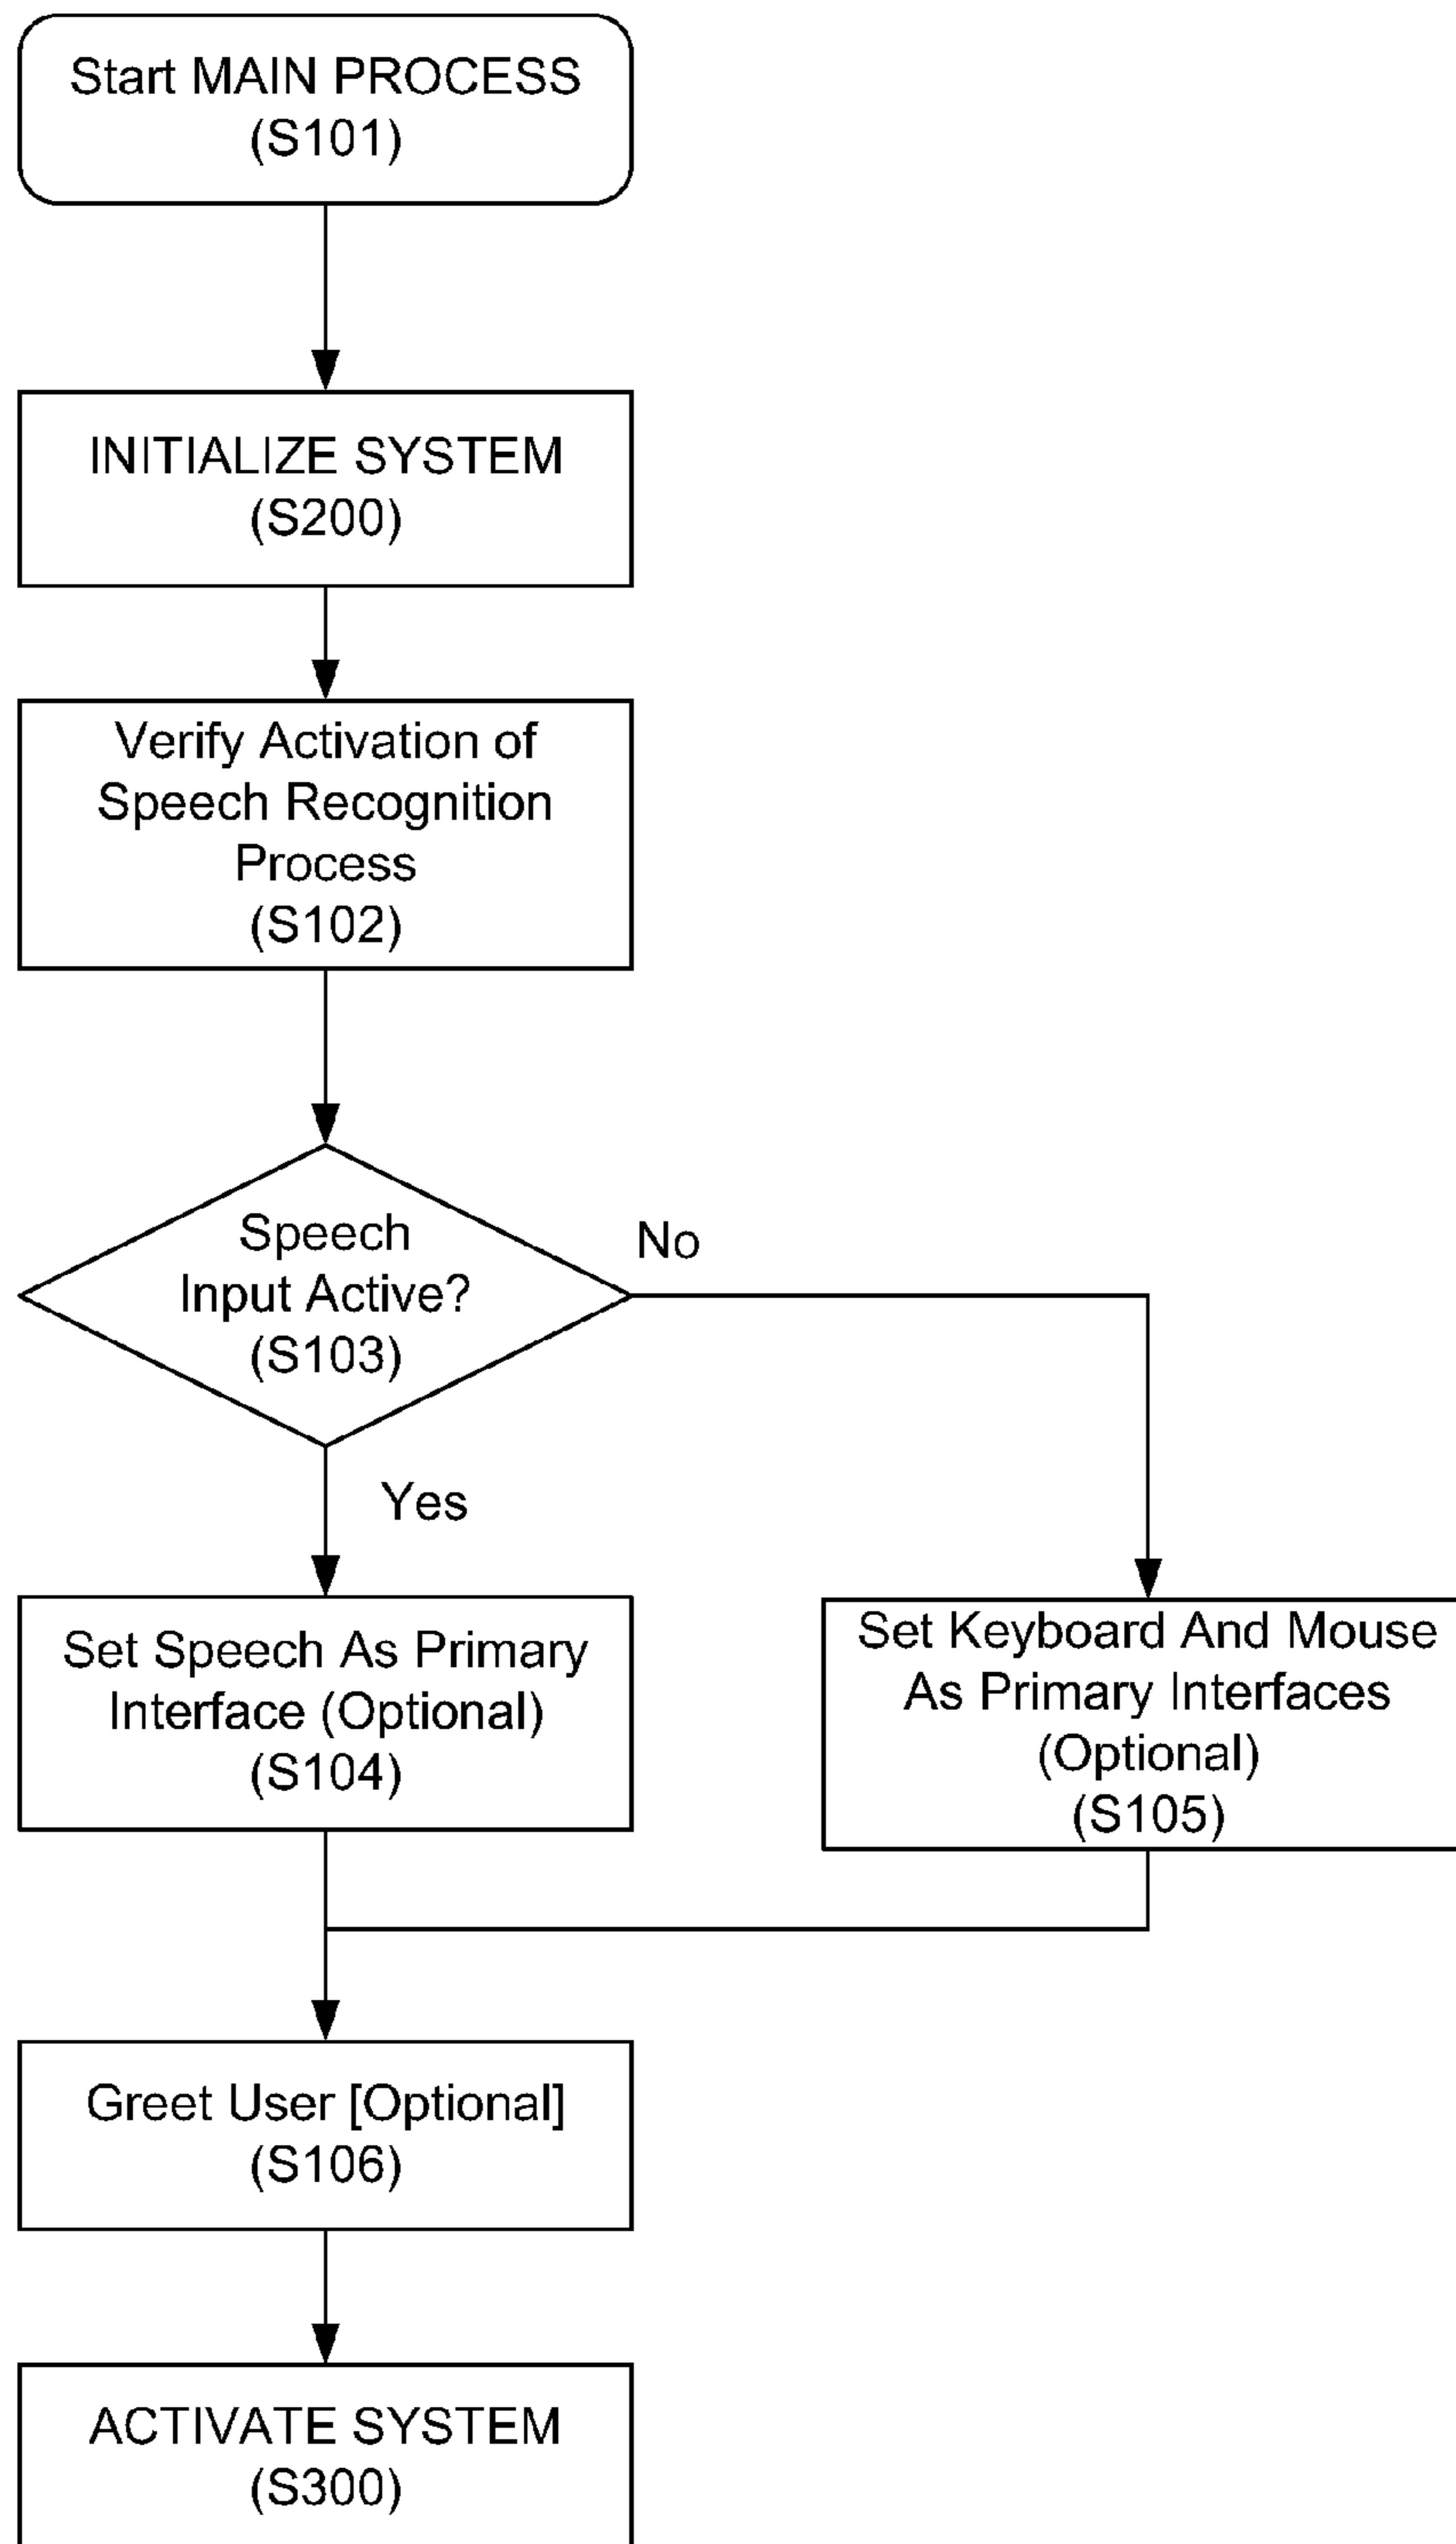 Start MAIN PROCESS
(S101)
INITIALIZE SYSTEM
(S200)
Verify Activation of
Speech Recognition
Process
(S102)
Speech
Input Active?
(S103)
No
Yes
Set Speech As Primary
Interface (Optional)
(S104)
Set Keyboard And Mouse
As Primary Interfaces
(Optional)
(S105)
Greet User [Optional]
(S106)
ACTIVATE SYSTEM
(S300)